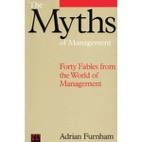 The
Myths
of Management
Forty Fables from
the World of
Management
Adrian Furnham